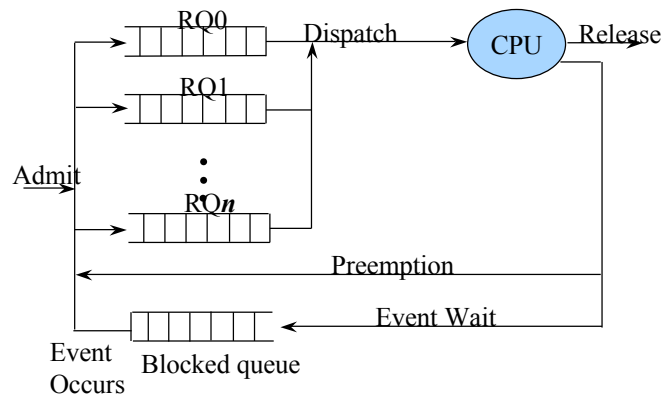 RQ0
Dispatch
CPU
Release
RQ1
Admit
RQn
Preemption
Event Wait
Event
Occurs
Blocked queue